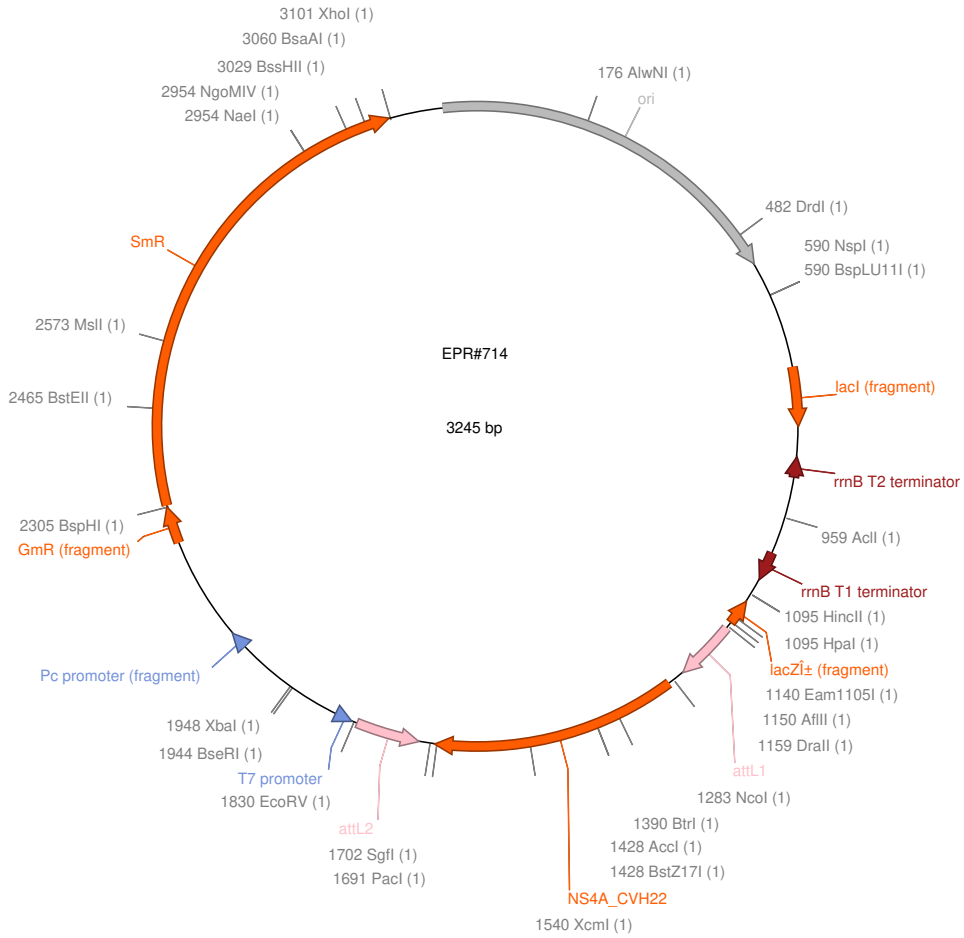 3101 XhoI (1)
3060 BsaAI (1)
3029 BssHII (1)
2954 NgoMIV (1)
2954 NaeI (1)
176 AlwNI (1)
ori
482 DrdI (1)
590 NspI (1)
590 BspLU11I (1)
SmR
2573 MslI (1)
2465 BstEII (1)
EPR#714
3245 bp
lacI (fragment)
rrnB T2 terminator
959 AclI (1)
2305 BspHI (1)
GmR (fragment)
rrnB T1 terminator
1095 HincII (1)
1095 HpaI (1)
lacZÎ± (fragment)
1140 Eam1105I (1)
1150 AflII (1)
1159 DraII (1)
attL1
1283 NcoI (1)
1390 BtrI (1)
1428 AccI (1)
1428 BstZ17I (1)
NS4A_CVH22
1540 XcmI (1)
Pc promoter (fragment)
1948 XbaI (1)
1944 BseRI (1)
T7 promoter
1830 EcoRV (1)
attL2
1702 SgfI (1)
1691 PacI (1)